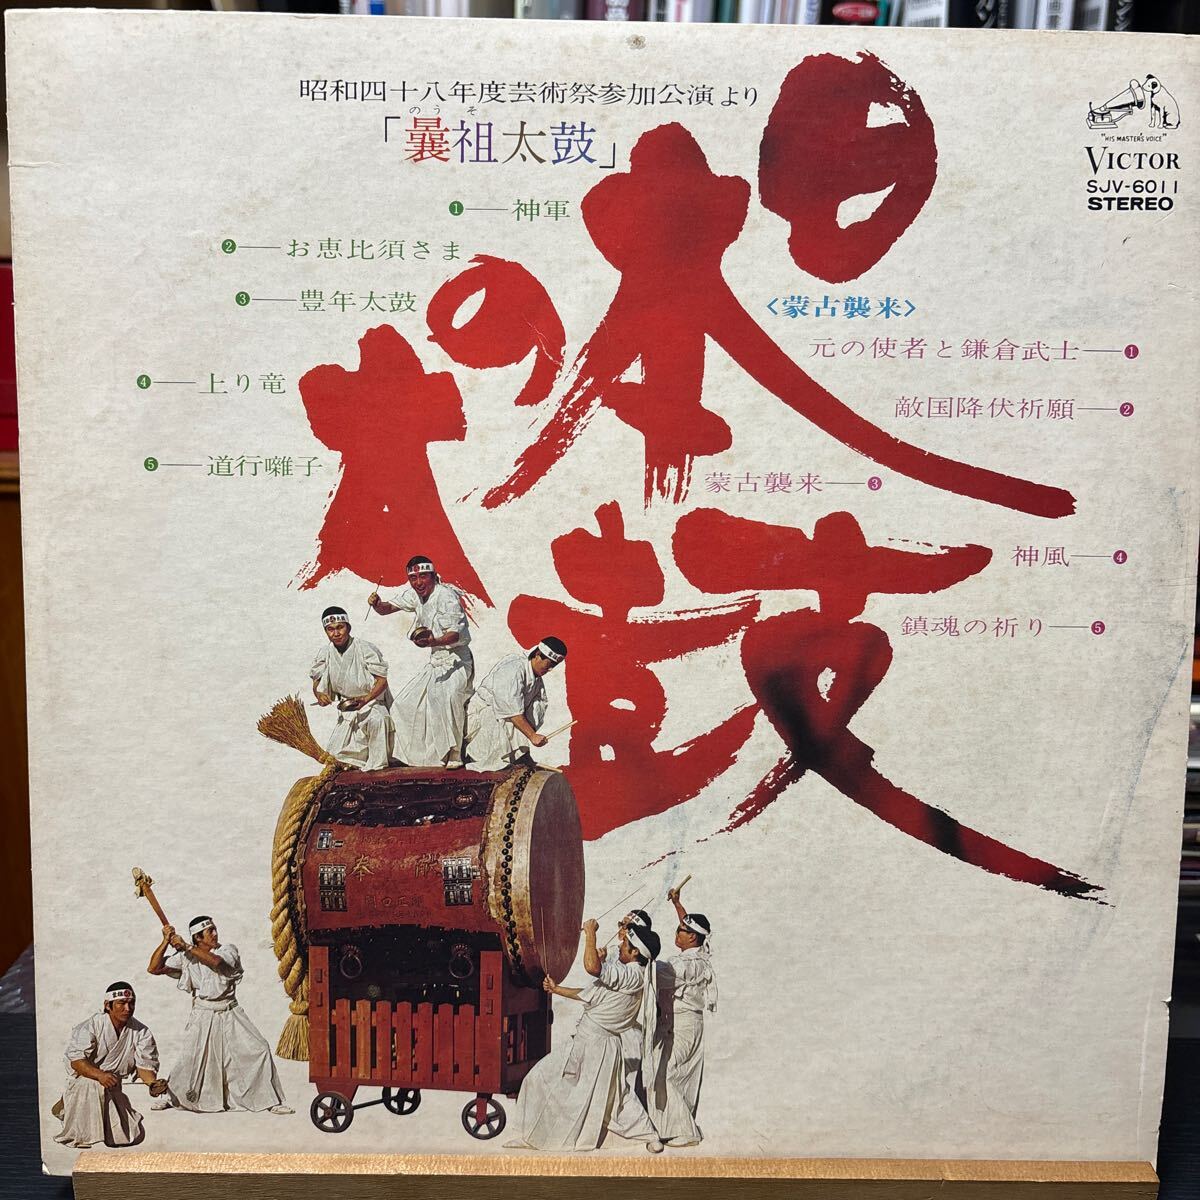 昭和四十八年度芸術祭参加公演より
のうそ
「曩祖太鼓」
日本の太鼓
"HIS MASTER'S VOICE"
VICTOR
SJV-6011
STEREO
❶—神軍
❷—お恵比須さま
❸—豊年太鼓
❹—上り竜
❺—道行囃子
〈蒙古襲来〉
元の使者と鎌倉武士—❶
敵国降伏祈願—❷
蒙古襲来—❸
神風—❹
鎮魂の祈り—❺
奉献